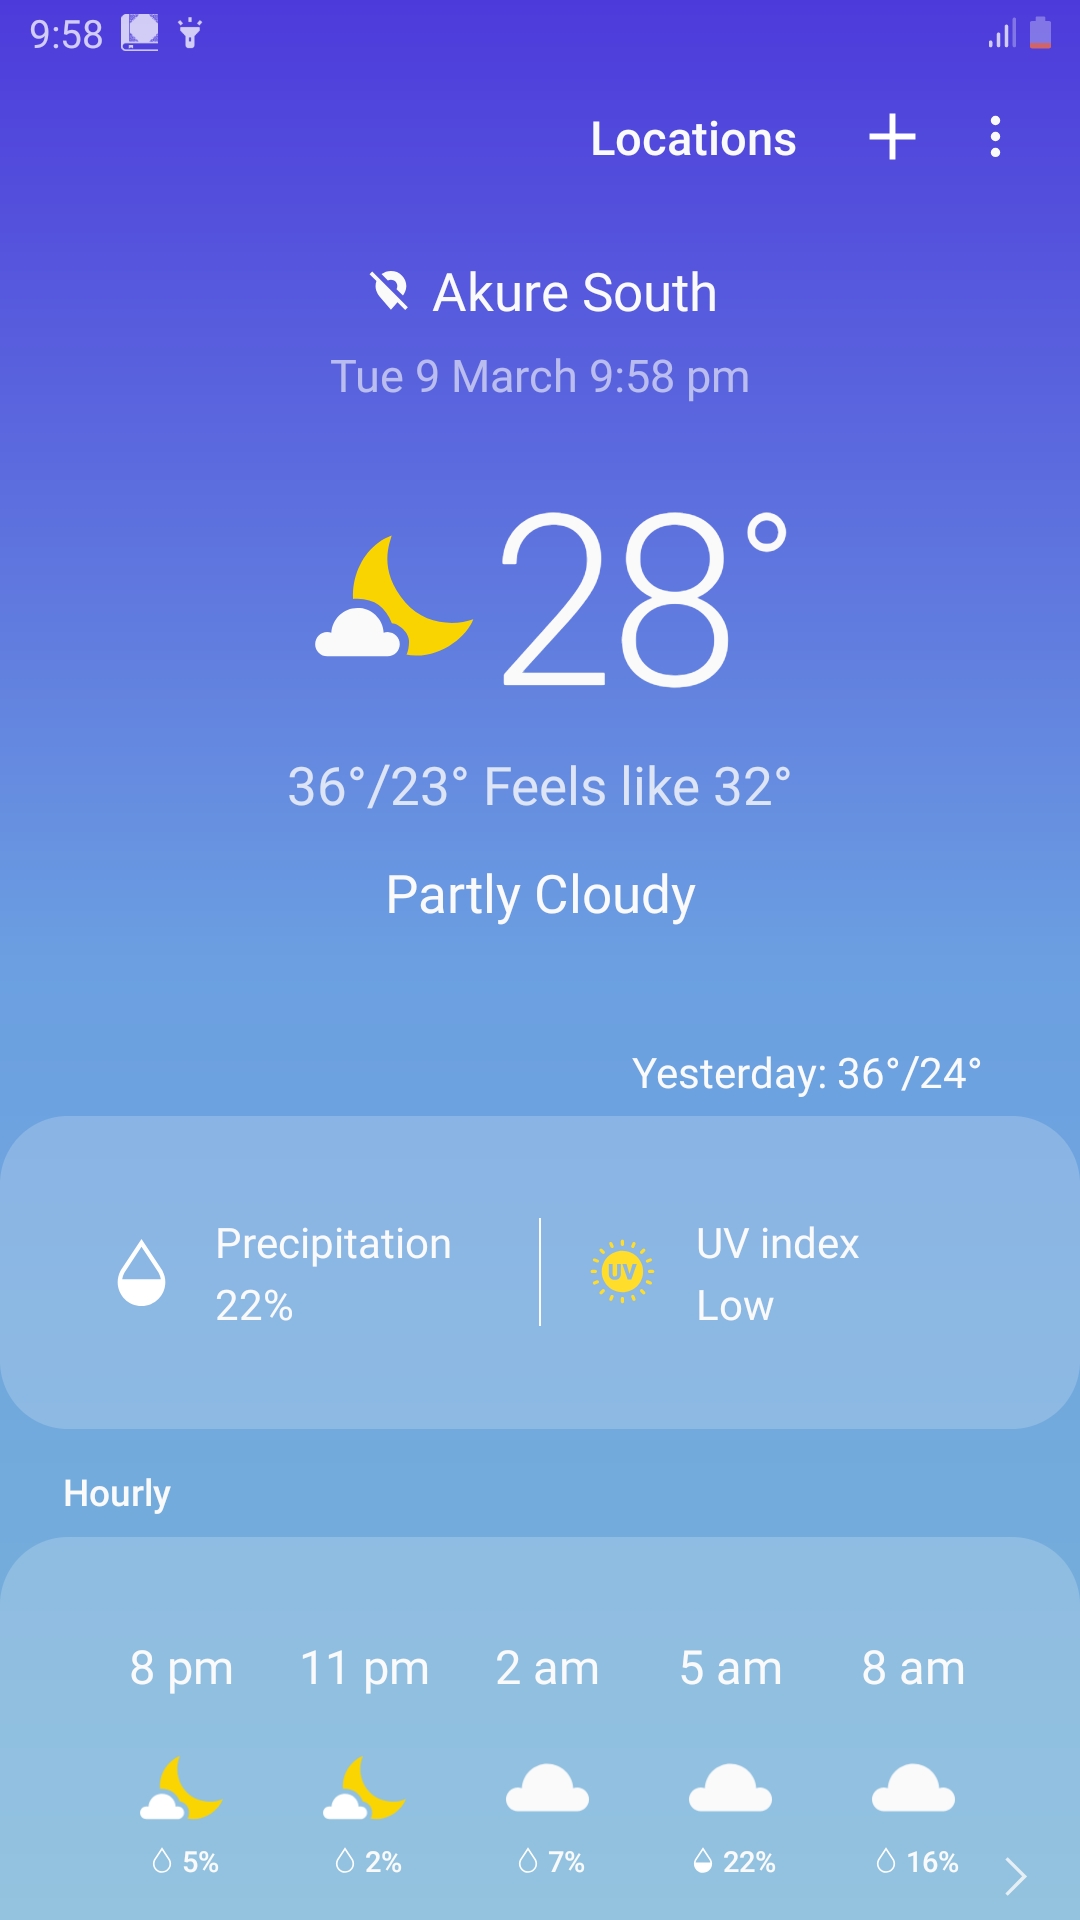 9:58
Locations
Akure South
Tue 9 March 9:58 pm
28°
36°/23° Feels like 32°
Partly Cloudy
Yesterday: 36°/24°
Precipitation
22%
UV
UV index
Low
Hourly
8 pm 11 pm 2 am 5 am 8 am
5% 2% 7% 22% 16%